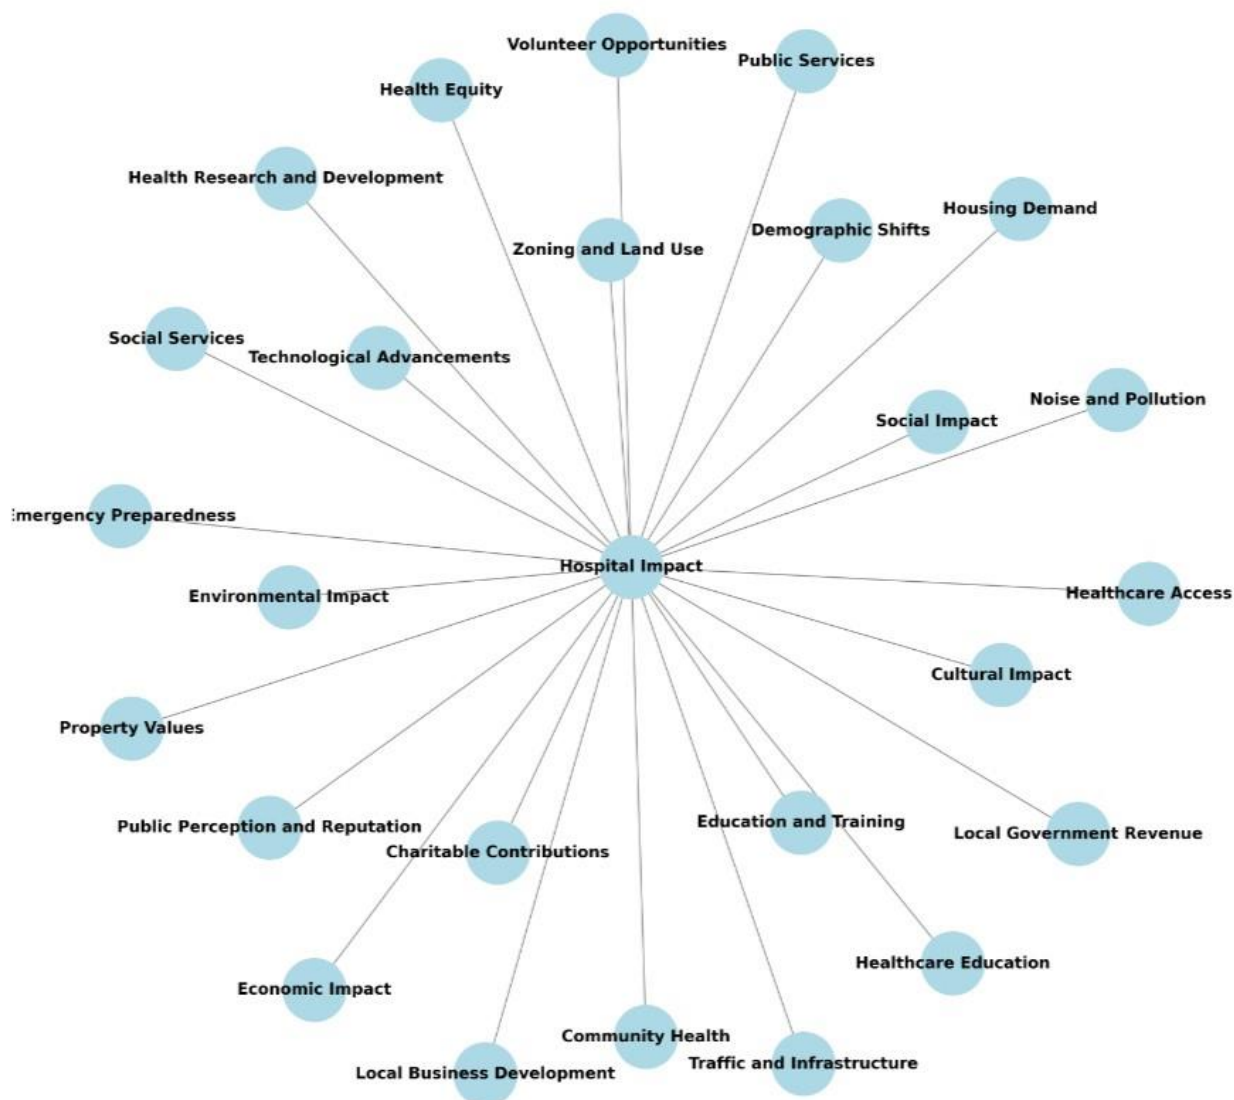 Volunteer Opportunities
Public Services
Health Equity
Health Research and Development
Housing Demand
Demographic Shifts
Zoning and Land Use
Social Services
Technological Advancements
Noise and Pollution
Social Impact
mergency Preparedness
Hospital Impact
Healthcare Access
Environmental Impact
Cultural Impact
Property Values
Education and Training
Public Perception and Reputation
Local Government Revenue
Charitable Contributions
Healthcare Education
Economic Impact
Community Health
Traffic and Infrastructure
Local Business Development